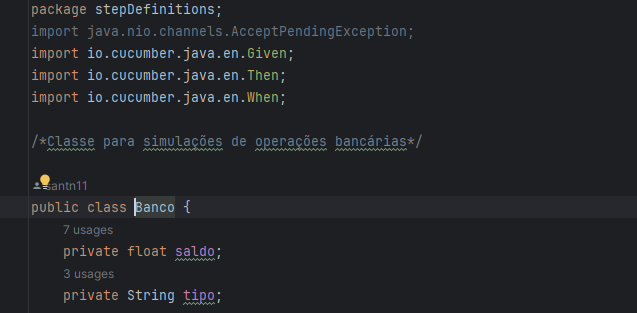 package stepDefinitions;
import java.nio.channels.AcceptPendingException;
import io.cucumber.java.en.Given;
import io.cucumber.java.en.Then;
import io.cucumber.java.en.When;
/*Classe para simulações de operações bancárias*/
santn11
public class Banco {
7 usages
private float saldo;
3 usages
private String tipo;